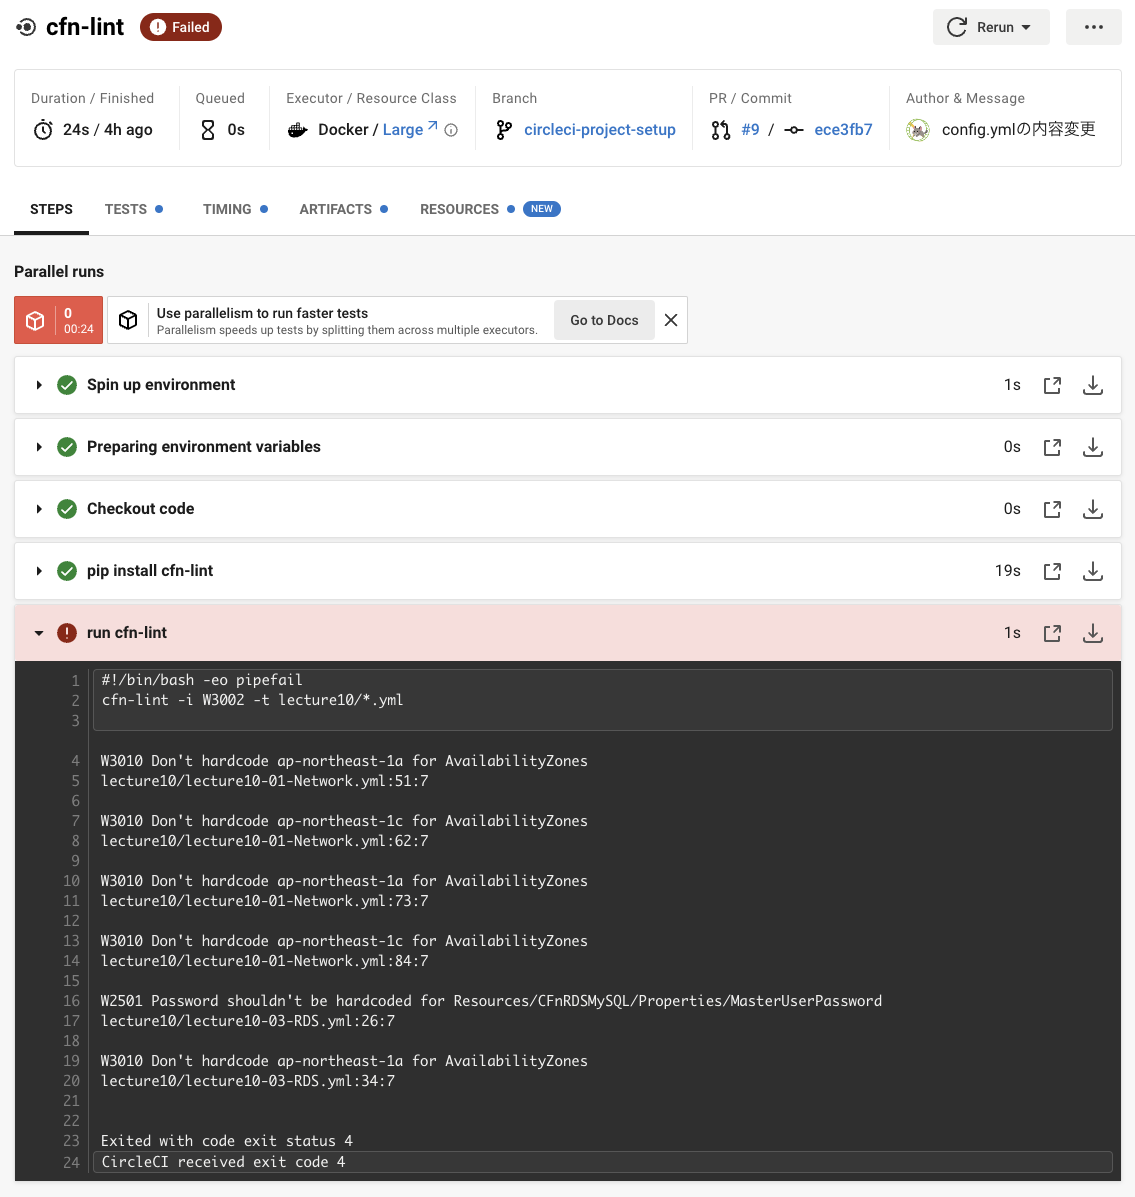 cfn-lint Failed Rerun
Duration / Finished Queued Executor / Resource Class Branch PR / Commit Author & Message
24s / 4h ago 0s Docker / Large circleci-project-setup #9 / ece3fb7 config.ymlの内容変更
STEPS TESTS TIMING ARTIFACTS RESOURCES NEW
Parallel runs
0
00:24
Use parallelism to run faster tests
Parallelism speeds up tests by splitting them across multiple executors.
Go to Docs
Spin up environment 1s
Preparing environment variables 0s
Checkout code 0s
pip install cfn-lint 19s
run cfn-lint 1s
1 #!/bin/bash -eo pipefail
2 cfn-lint -i W3002 -t lecture10/*.yml
3
4 W3010 Don't hardcode ap-northeast-1a for AvailabilityZones
5 lecture10/lecture10-01-Network.yml:51:7
6
7 W3010 Don't hardcode ap-northeast-1c for AvailabilityZones
8 lecture10/lecture10-01-Network.yml:62:7
9
10 W3010 Don't hardcode ap-northeast-1a for AvailabilityZones
11 lecture10/lecture10-01-Network.yml:73:7
12
13 W3010 Don't hardcode ap-northeast-1c for AvailabilityZones
14 lecture10/lecture10-01-Network.yml:84:7
15
16 W2501 Password shouldn't be hardcoded for Resources/CFnRDSMySQL/Properties/MasterUserPassword
17 lecture10/lecture10-03-RDS.yml:26:7
18
19 W3010 Don't hardcode ap-northeast-1a for AvailabilityZones
20 lecture10/lecture10-03-RDS.yml:34:7
21
22
23 Exited with code exit status 4
24 CircleCI received exit code 4